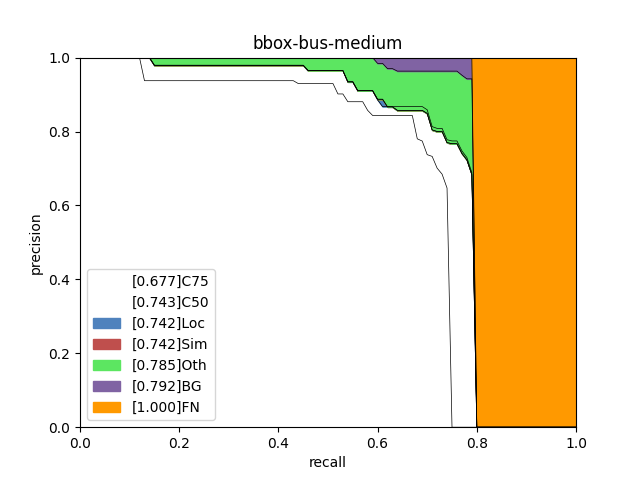 bbox-bus-medium
1.0
0.8
0.6
0.4
0.2
0.0
precision
[0.677]C75
[0.743]C50
[0.742]Loc
[0.742]Sim
[0.785]Oth
[0.792]BG
[1.000]FN
0.0 0.2 0.4 0.6 0.8 1.0
recall